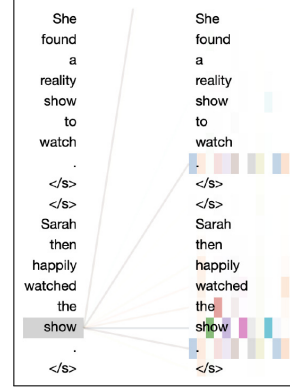 She She
found found
a a
reality reality
show show
to to
watch watch
. .
</s> </s>
</s> </s>
Sarah Sarah
then then
happily happily
watched watched
the the
show show
. .
</s> </s>